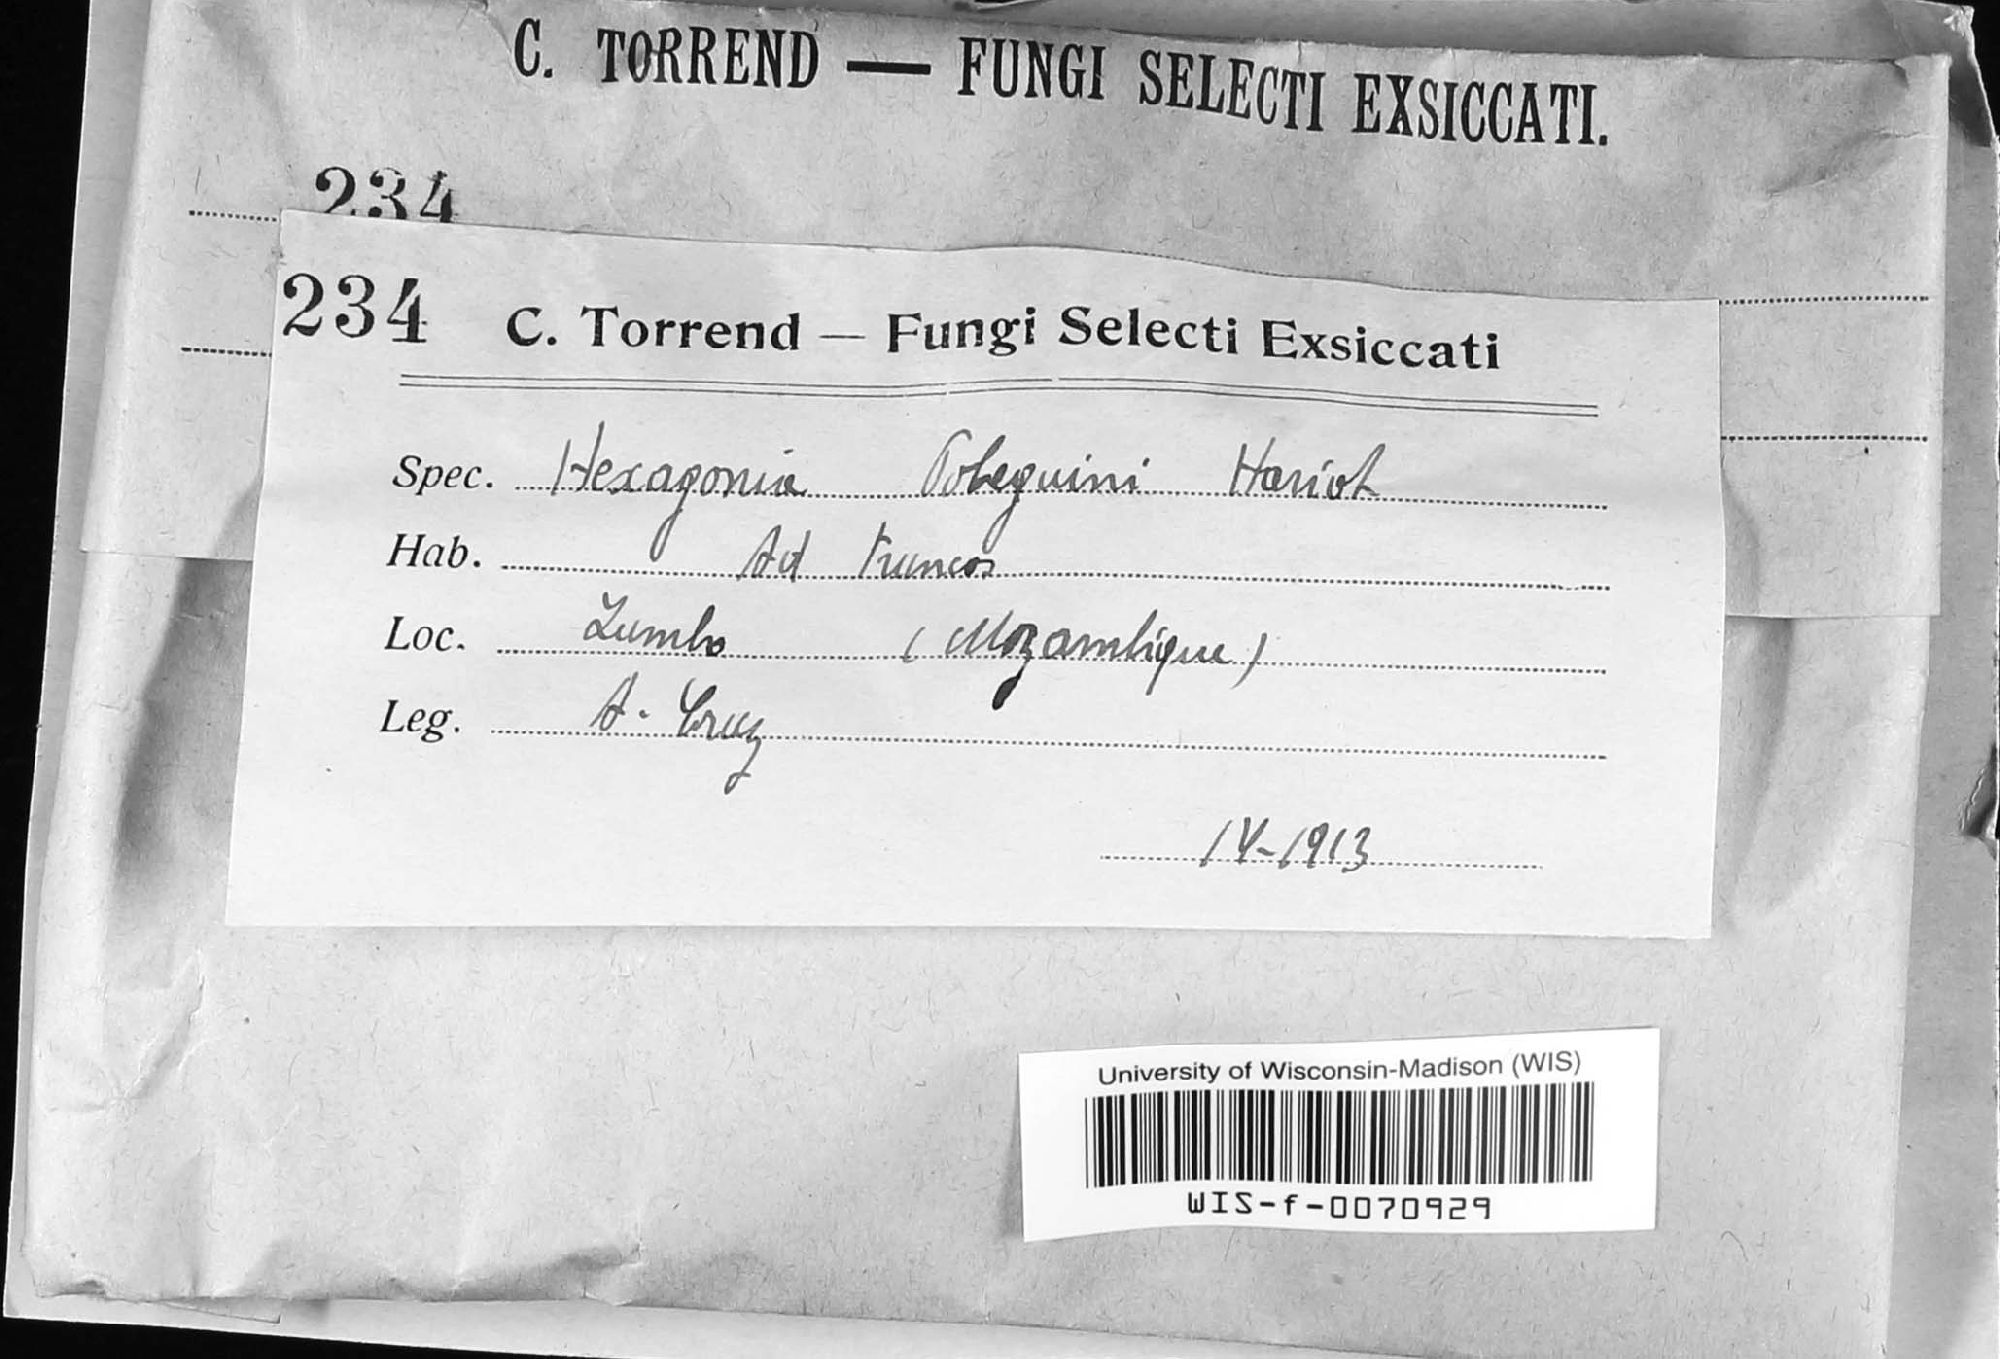 C. TORREND — FUNGI SELECTI EXSICCATI.
234
234 C. Torrend — Fungi Selecti Exsiccati
Spec. Hexagonia Pobeguini Hariot
Hab. Ad truncos
Loc. Zumbo (Mozambique)
Leg. A. Cruz
IV-1913
University of Wisconsin-Madison (WIS)
WIS-f-0070929